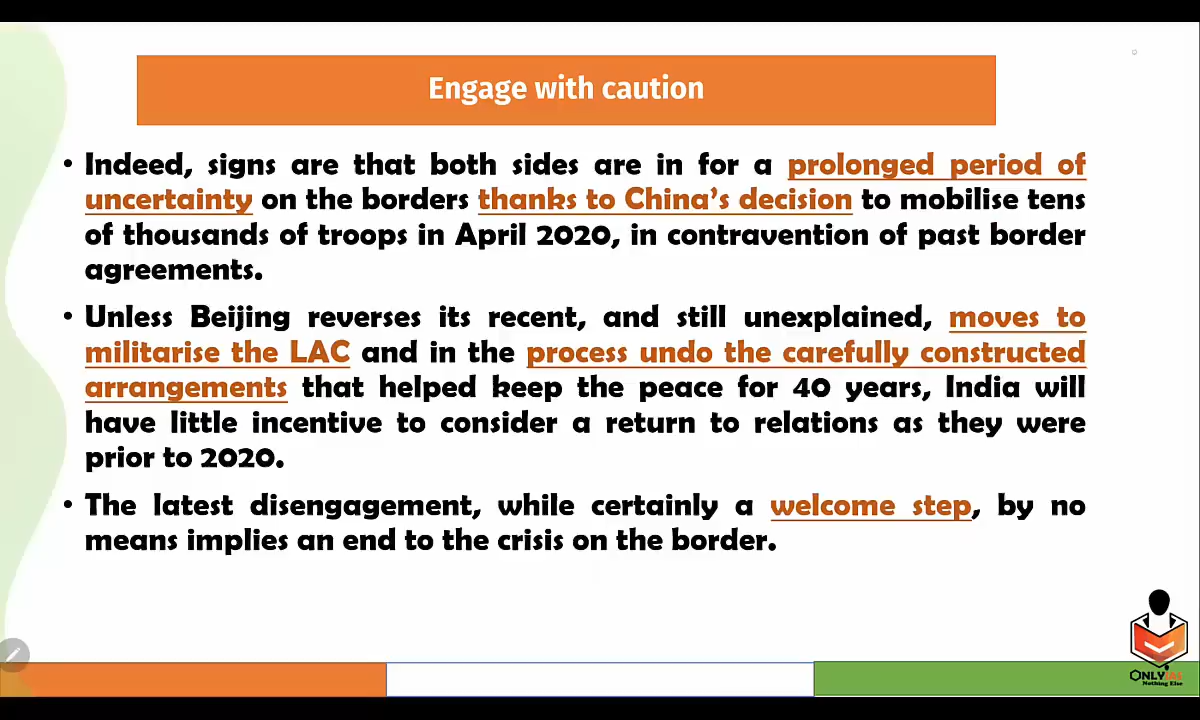 Engage with caution
• Indeed, signs are that both sides are in for a prolonged period of
uncertainty on the borders thanks to China's decision to mobilise tens
of thousands of troops in April 2020, in contravention of past border
agreements.
• Unless Beijing reverses its recent, and still unexplained, moves to
militarise the LAC and in the process undo the carefully constructed
arrangements that helped keep the peace for 40 years, India will
have little incentive to consider a return to relations as they were
prior to 2020.
• The latest disengagement, while certainly a welcome step, by no
means implies an end to the crisis on the border.
ONLYIAS
Nothing Else